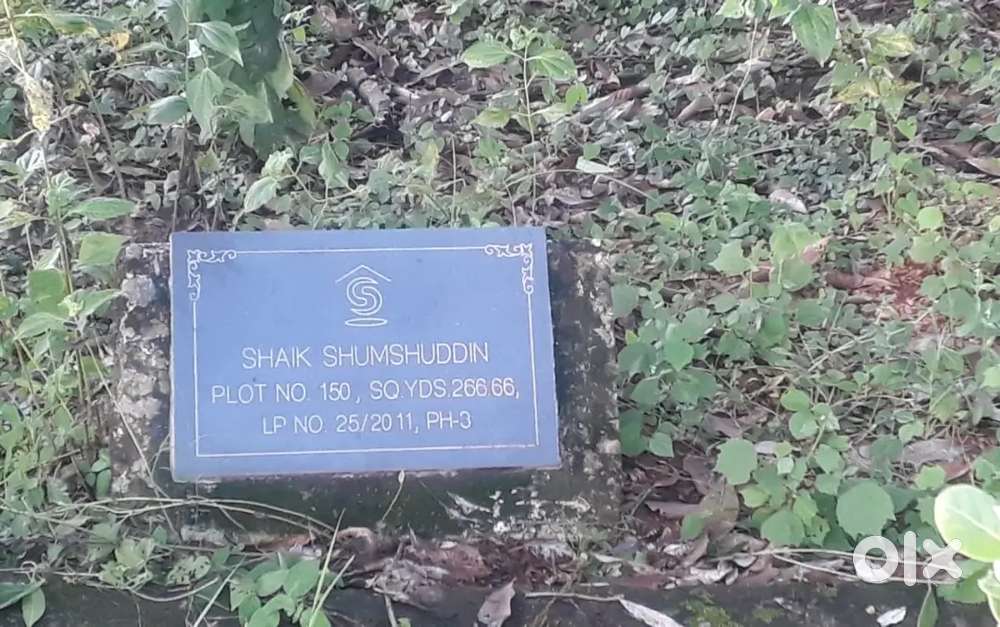 SHAIK SHUMSHUDDIN
PLOT NO. 150, SQ.YDS.266.66,
LP NO. 25/2011, PH-3
olx